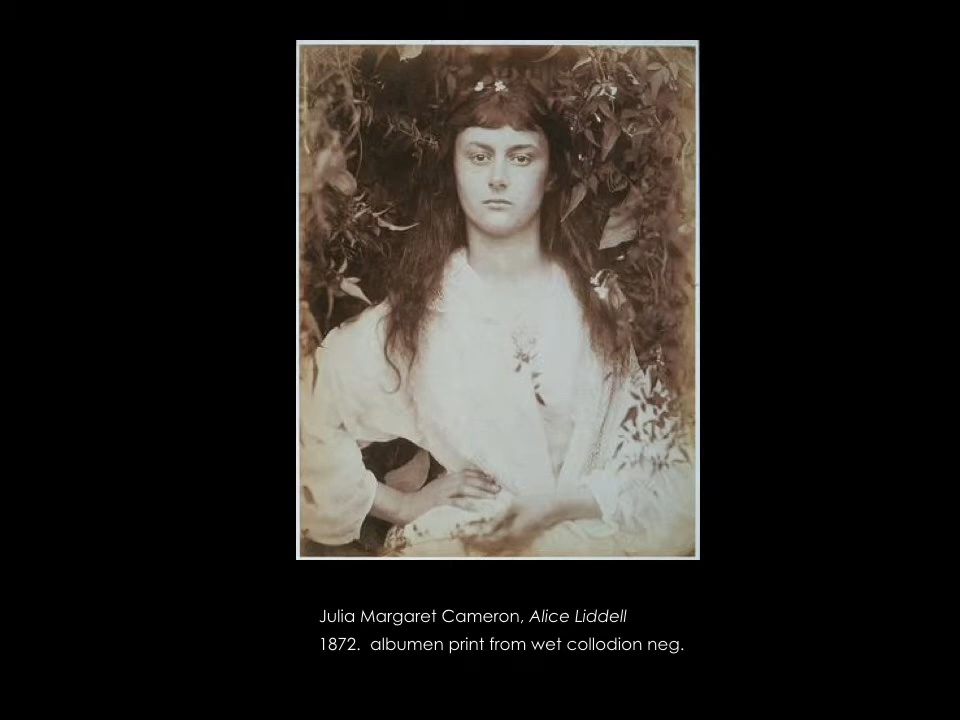 Julia Margaret Cameron, Alice Liddell
1872.  albumen print from wet collodion neg.